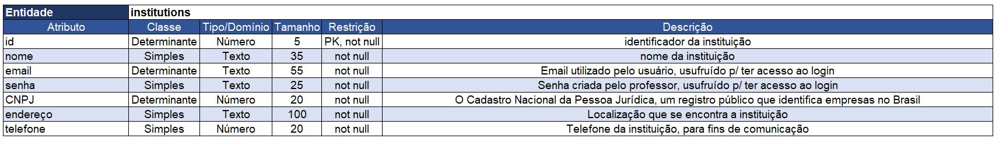 Entidade institutions
Atributo Classe Tipo/Domínio Tamanho Restrição Descrição
id Determinante Número 5 PK, not null identificador da instituição
nome Simples Texto 35 not null nome da instituição
email Determinante Texto 55 not null Email utilizado pelo usuário, usufruído p/ ter acesso ao login
senha Simples Texto 25 not null Senha criada pelo professor, usufruído p/ ter acesso ao login
CNPJ Determinante Número 20 not null O Cadastro Nacional da Pessoa Jurídica, um registro público que identifica empresas no Brasil
endereço Simples Texto 100 not null Localização que se encontra a instituição
telefone Simples Número 20 not null Telefone da instituição, para fins de comunicação